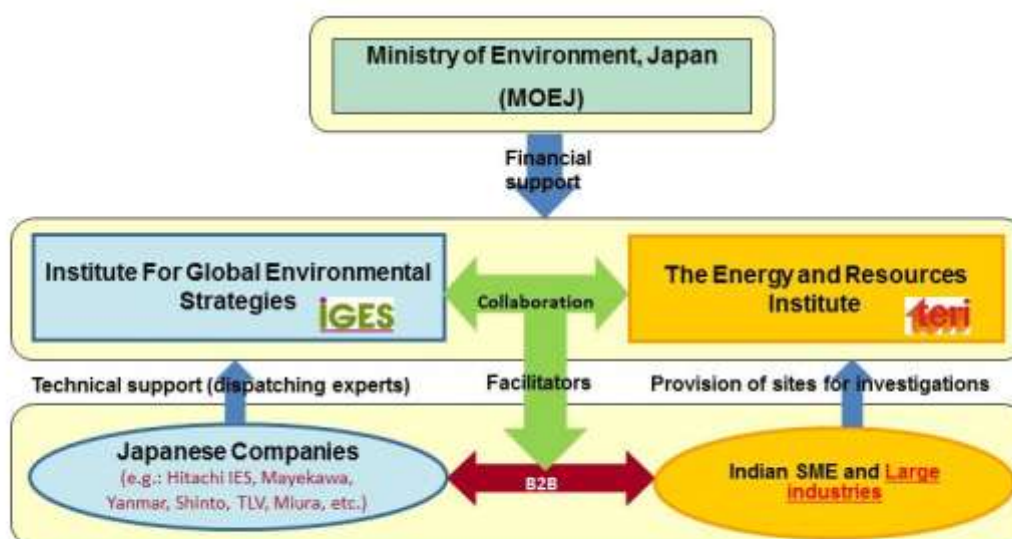 Ministry of Environment, Japan
(MOEJ)
Financial
support
Institute For Global Environmental
Strategies
iGES
Collaboration
The Energy and Resources
Institute
teri
Technical support (dispatching experts)
Facilitators
Provision of sites for investigations
Japanese Companies
(e.g.: Hitachi IES, Mayekawa,
Yanmar, Shinto, TLV, Miura, etc.)
B2B
Indian SME and Large
industries